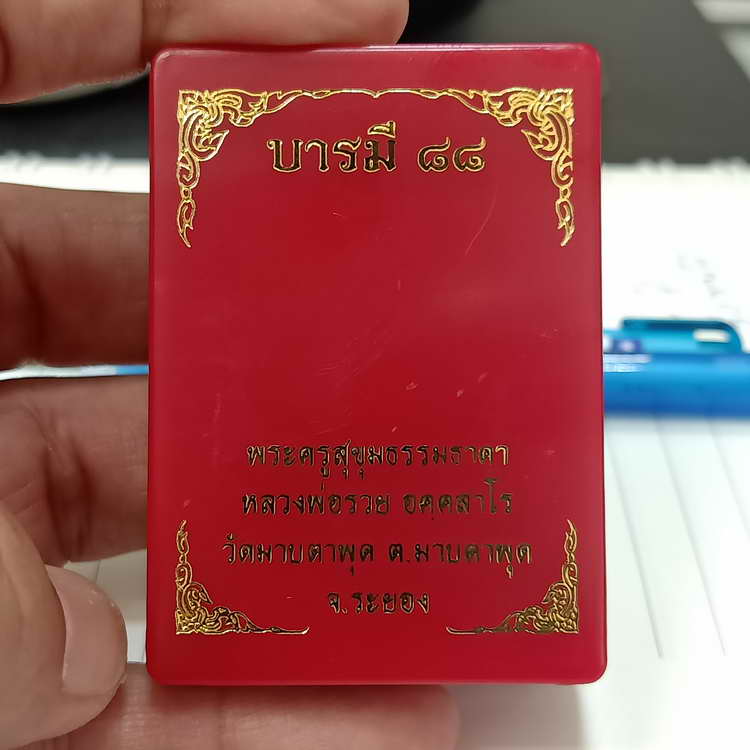 บารมี ๘๘
พระครูสุขุมธรรมธาดา
หลวงพ่อรวย อคฺคสาโร
วัดมาบตาพุด ต.มาบตาพุด
จ.ระยอง